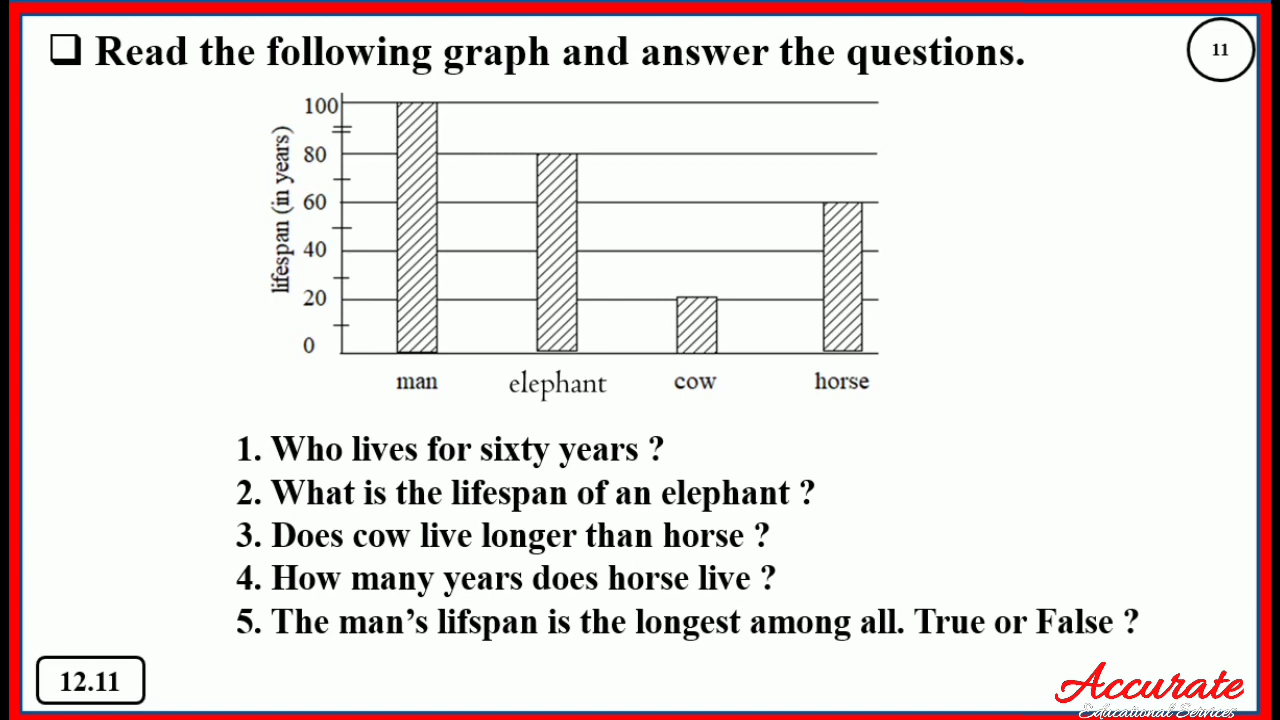 ❑ Read the following graph and answer the questions.
11
lifespan (in years)
100
80
60
40
20
0
man elephant cow horse
1. Who lives for sixty years ?
2. What is the lifespan of an elephant ?
3. Does cow live longer than horse ?
4. How many years does horse live ?
5. The man’s lifspan is the longest among all. True or False ?
12.11
Accurate
Educational Services